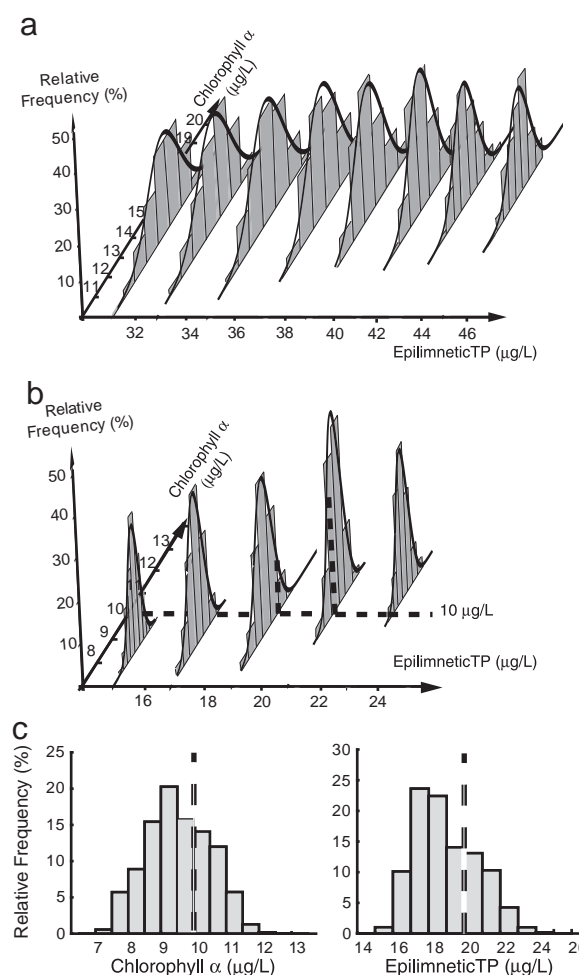 a
Relative
Frequency (%)
Chlorophyll α
(µg/L)
50
40
30
20
10
20
19
15
14
13
12
11
32
34
36
38
40
42
44
46
EpilimneticTP (µg/L)
b
Relative
Frequency (%)
Chlorophyll α
(µg/L)
50
40
30
20
10
13
12
11
10
9
8
10 µg/L
16
18
20
22
24
EpilimneticTP (µg/L)
c
Relative Frequency (%)
25
20
15
10
5
0
7 8 9 10 11 12 13
Chlorophyll α (µg/L)
30
25
20
15
10
5
0
14 16 18 20 22 24 26
EpilimneticTP (µg/L)